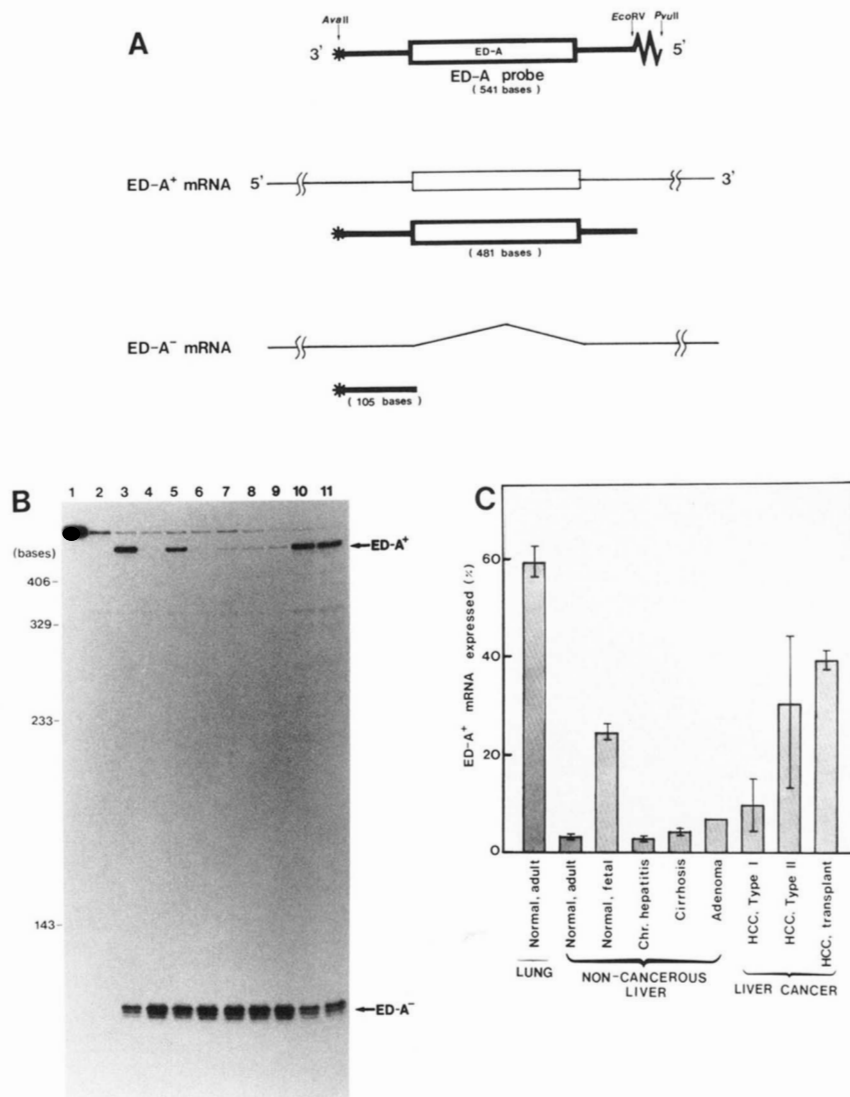 A
AvaII
EcoRV
PvuII
3' ED-A 5'
ED-A probe
( 541 bases )
ED-A⁺ mRNA 5' 3'
( 481 bases )
ED-A⁻ mRNA
( 105 bases )
B
1 2 3 4 5 6 7 8 9 10 11
(bases)
406-
329-
233-
143-
←ED-A⁺
←ED-A⁻
C
ED-A⁺ mRNA expressed (%)
60
40
20
0
Normal, adult
Normal, adult
Normal, fetal
Chr. hepatitis
Cirrhosis
Adenoma
HCC, Type I
HCC, Type II
HCC, transplant
LUNG
NON-CANCEROUS
LIVER
LIVER CANCER